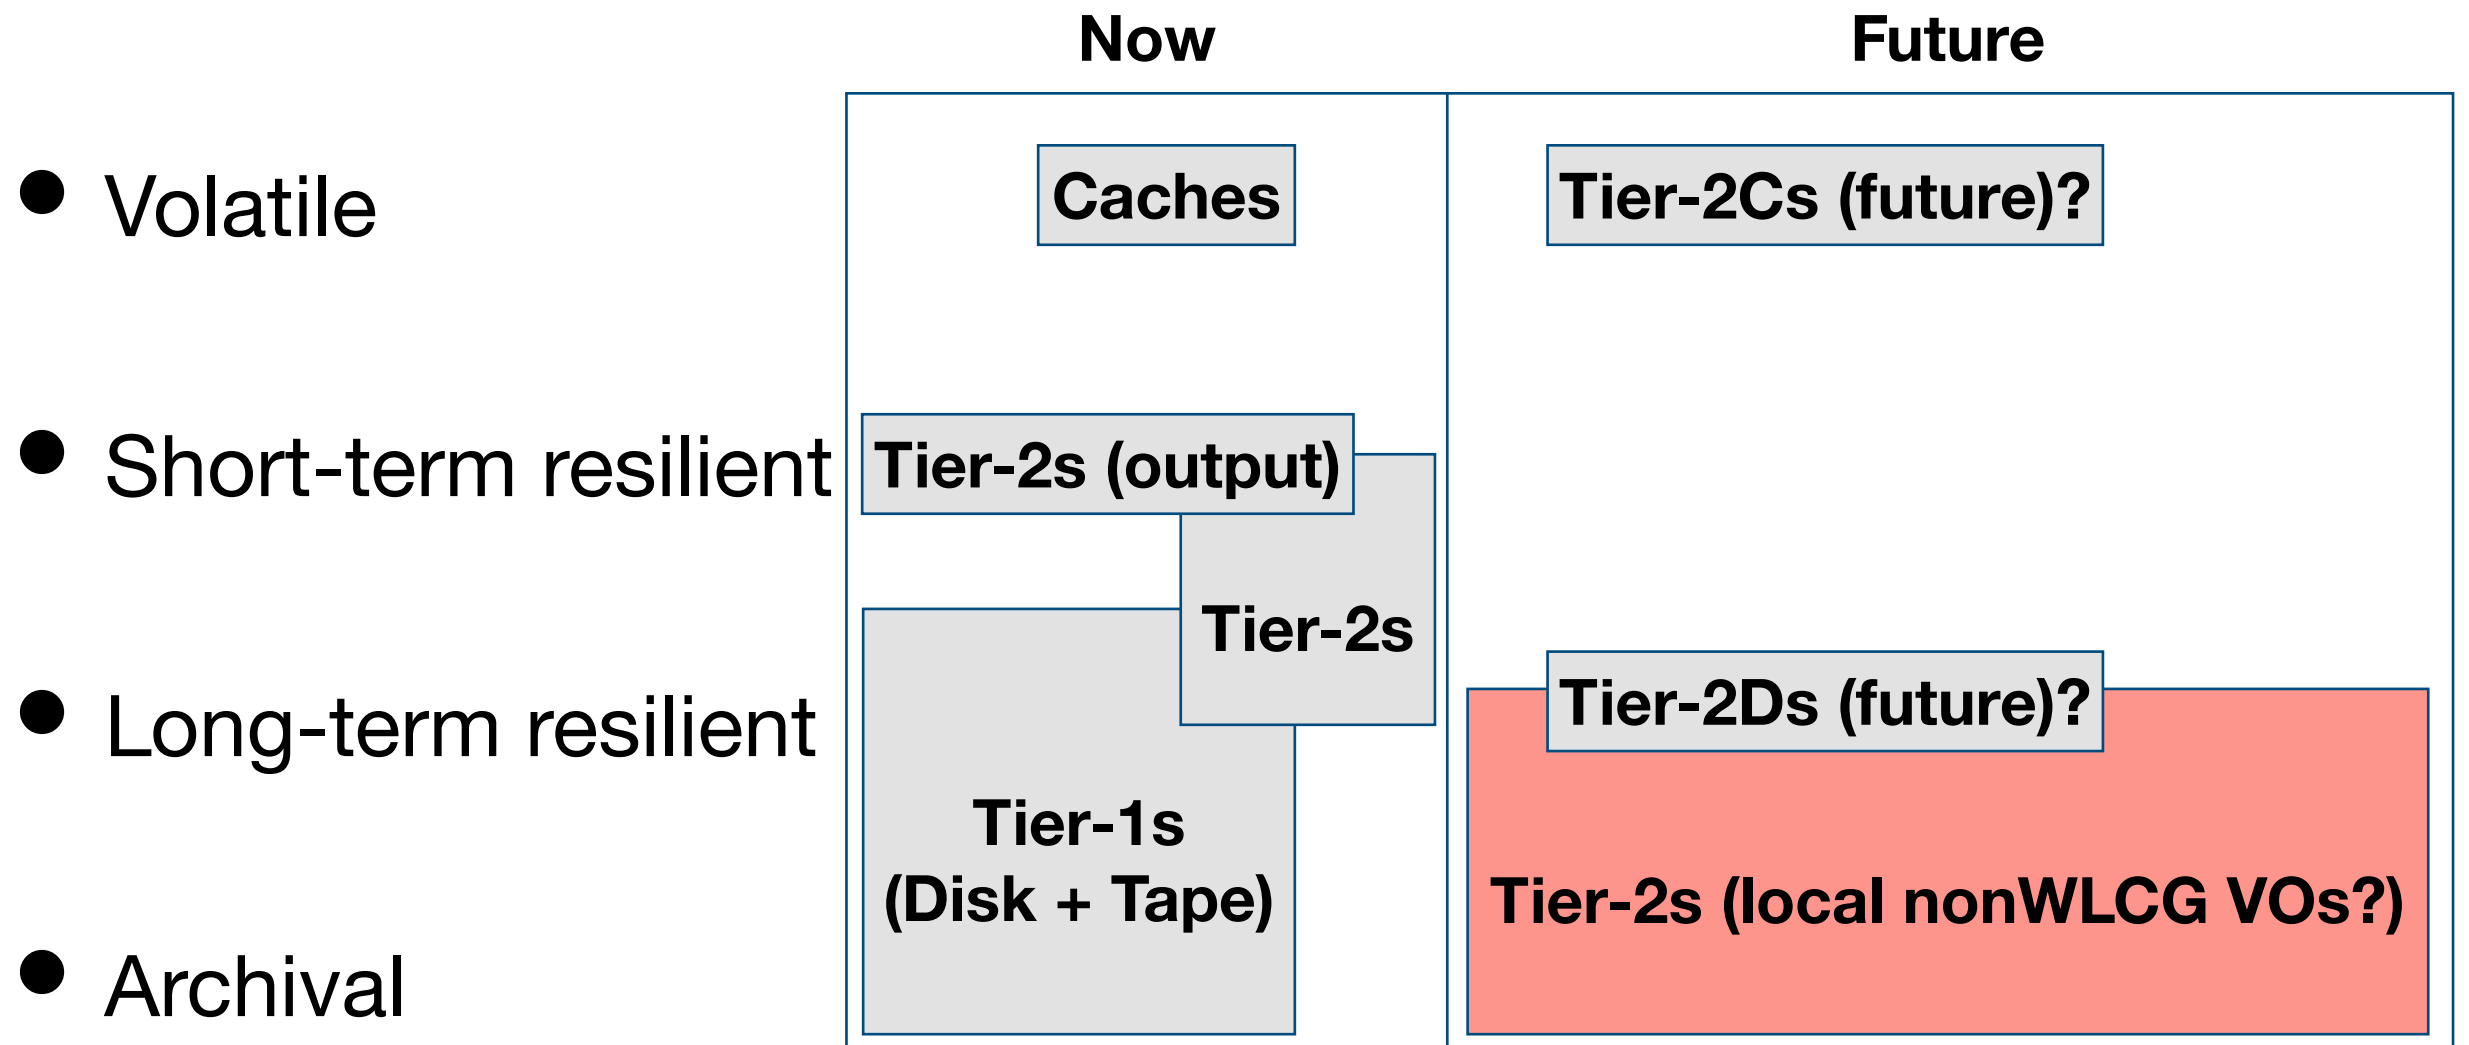 Now
Future
• Volatile
Caches
Tier-2Cs (future)?
• Short-term resilient
Tier-2s (output)
Tier-2s
• Long-term resilient
Tier-2Ds (future)?
Tier-1s
(Disk + Tape)
Tier-2s (local nonWLCG VOs?)
• Archival